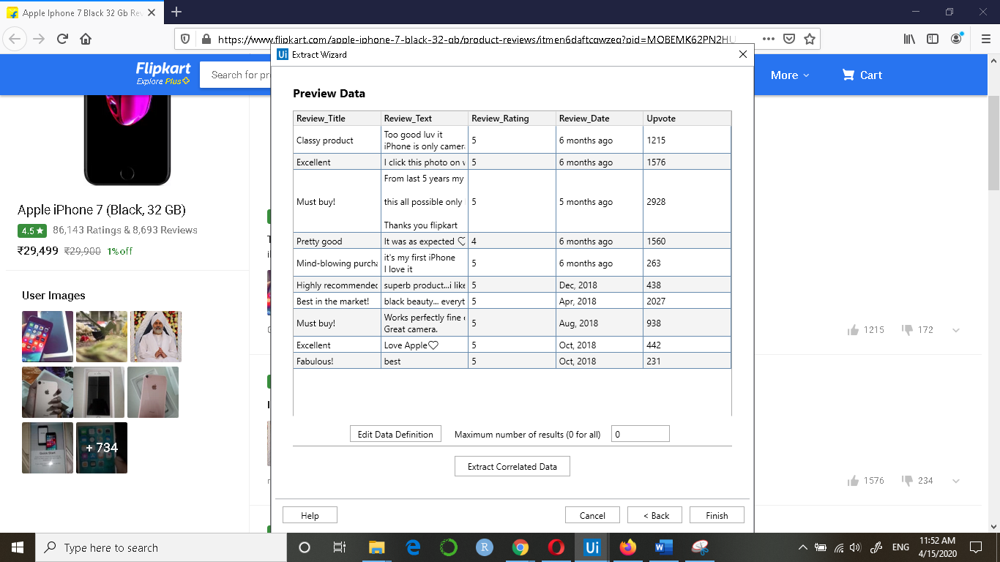 Apple Iphone 7 Black 32 Gb Rev
https://www.flipkart.com/apple-iphone-7-black-32-gb/product-reviews/itmen6daftcqwzeg?pid=MOBEMK62PN2HU
Flipkart
Explore Plus
Search for pr
More
Cart
Ui Extract Wizard
Preview Data
Review_Title Review_Text Review_Rating Review_Date Upvote
Classy product Too good luv it
iPhone is only camer 5 6 months ago 1215
Excellent I click this photo on 5 6 months ago 1576
Must buy! From last 5 years my
this all possible only
Thanks you flipkart 5 5 months ago 2928
Pretty good It was as expected ♡ 4 6 months ago 1560
Mind-blowing purcha it's my first iPhone
I love it 5 6 months ago 263
Highly recommended superb product...i like 5 Dec, 2018 438
Best in the market! black beauty... everyt 5 Apr, 2018 2027
Must buy! Works perfectly fine
Great camera. 5 Aug, 2018 938
Excellent Love Apple♡ 5 Oct, 2018 442
Fabulous! best 5 Oct, 2018 231
Edit Data Definition Maximum number of results (0 for all) 0
Extract Correlated Data
Help Cancel < Back Finish
Apple iPhone 7 (Black, 32 GB)
4.5★ 86,143 Ratings & 8,693 Reviews
₹29,499 ₹29,900 1% off
User Images
+ 734
1215 172
1576 234
Type here to search
R
Ui
ENG
11:52 AM
4/15/2020